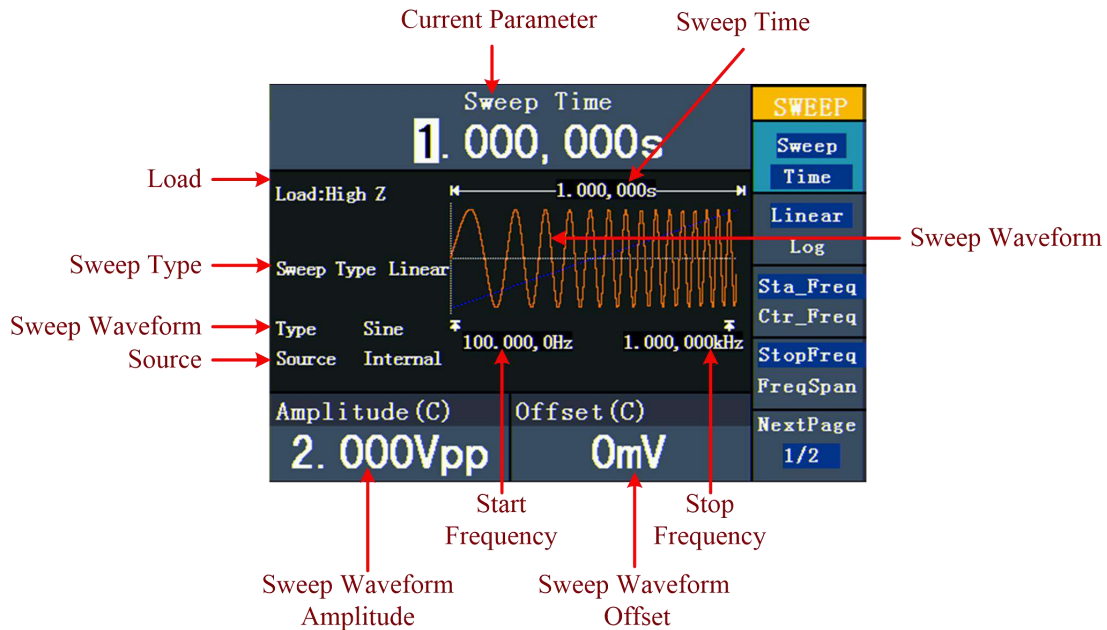 Current Parameter
Sweep Time
Sweep Time
1.000,000s
SWEEP
Sweep
Time
Load
Load:High Z
1.000,000s
Linear
Log
Sweep Waveform
Sweep Type
Sweep Type Linear
Sta_Freq
Ctr_Freq
Sweep Waveform
Type Sine
100.000,0Hz
1.000,000kHz
Source
Source Internal
StopFreq
FreqSpan
Amplitude(C)
Offset(C)
NextPage
1/2
2.000Vpp
0mV
Start
Frequency
Stop
Frequency
Sweep Waveform
Amplitude
Sweep Waveform
Offset